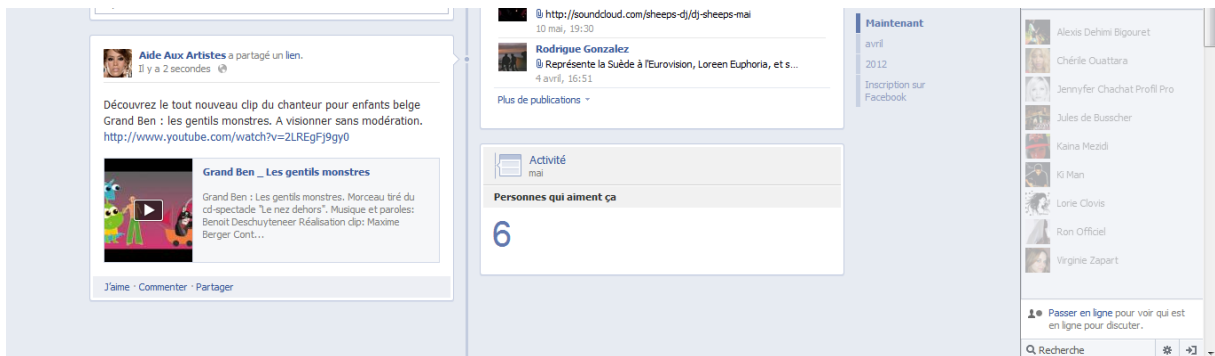 Aide Aux Artistes a partagé un lien.
Il y a 2 secondes
Découvrez le tout nouveau clip du chanteur pour enfants belge
Grand Ben : les gentils monstres. A visionner sans modération.
http://www.youtube.com/watch?v=2LREgFj9gy0
Grand Ben _ Les gentils monstres
Grand Ben : Les gentils monstres. Morceau tiré du
cd-spectacle "Le nez dehors". Musique et paroles:
Benoit Deschuyteneer Réalisation clip: Maxime
Berger Cont...
J'aime · Commenter · Partager
http://soundcloud.com/sheeps-dj/dj-sheeps-mai
10 mai, 19:30
Rodrigue Gonzalez
Représente la Suède à l'Eurovision, Loreen Euphoria, et s...
4 avril, 16:51
Plus de publications
Activité
mai
Personnes qui aiment ça
6
Maintenant
avril
2012
Inscription sur
Facebook
Alexis Dehimi Bigouret
Chérile Ouattara
Jennyfer Chachat Profil Pro
Jules de Busscher
Kaina Mezidi
Ki Man
Lorie Clovis
Ron Officiel
Virginie Zapart
Passer en ligne pour voir qui est
en ligne pour discuter.
Recherche